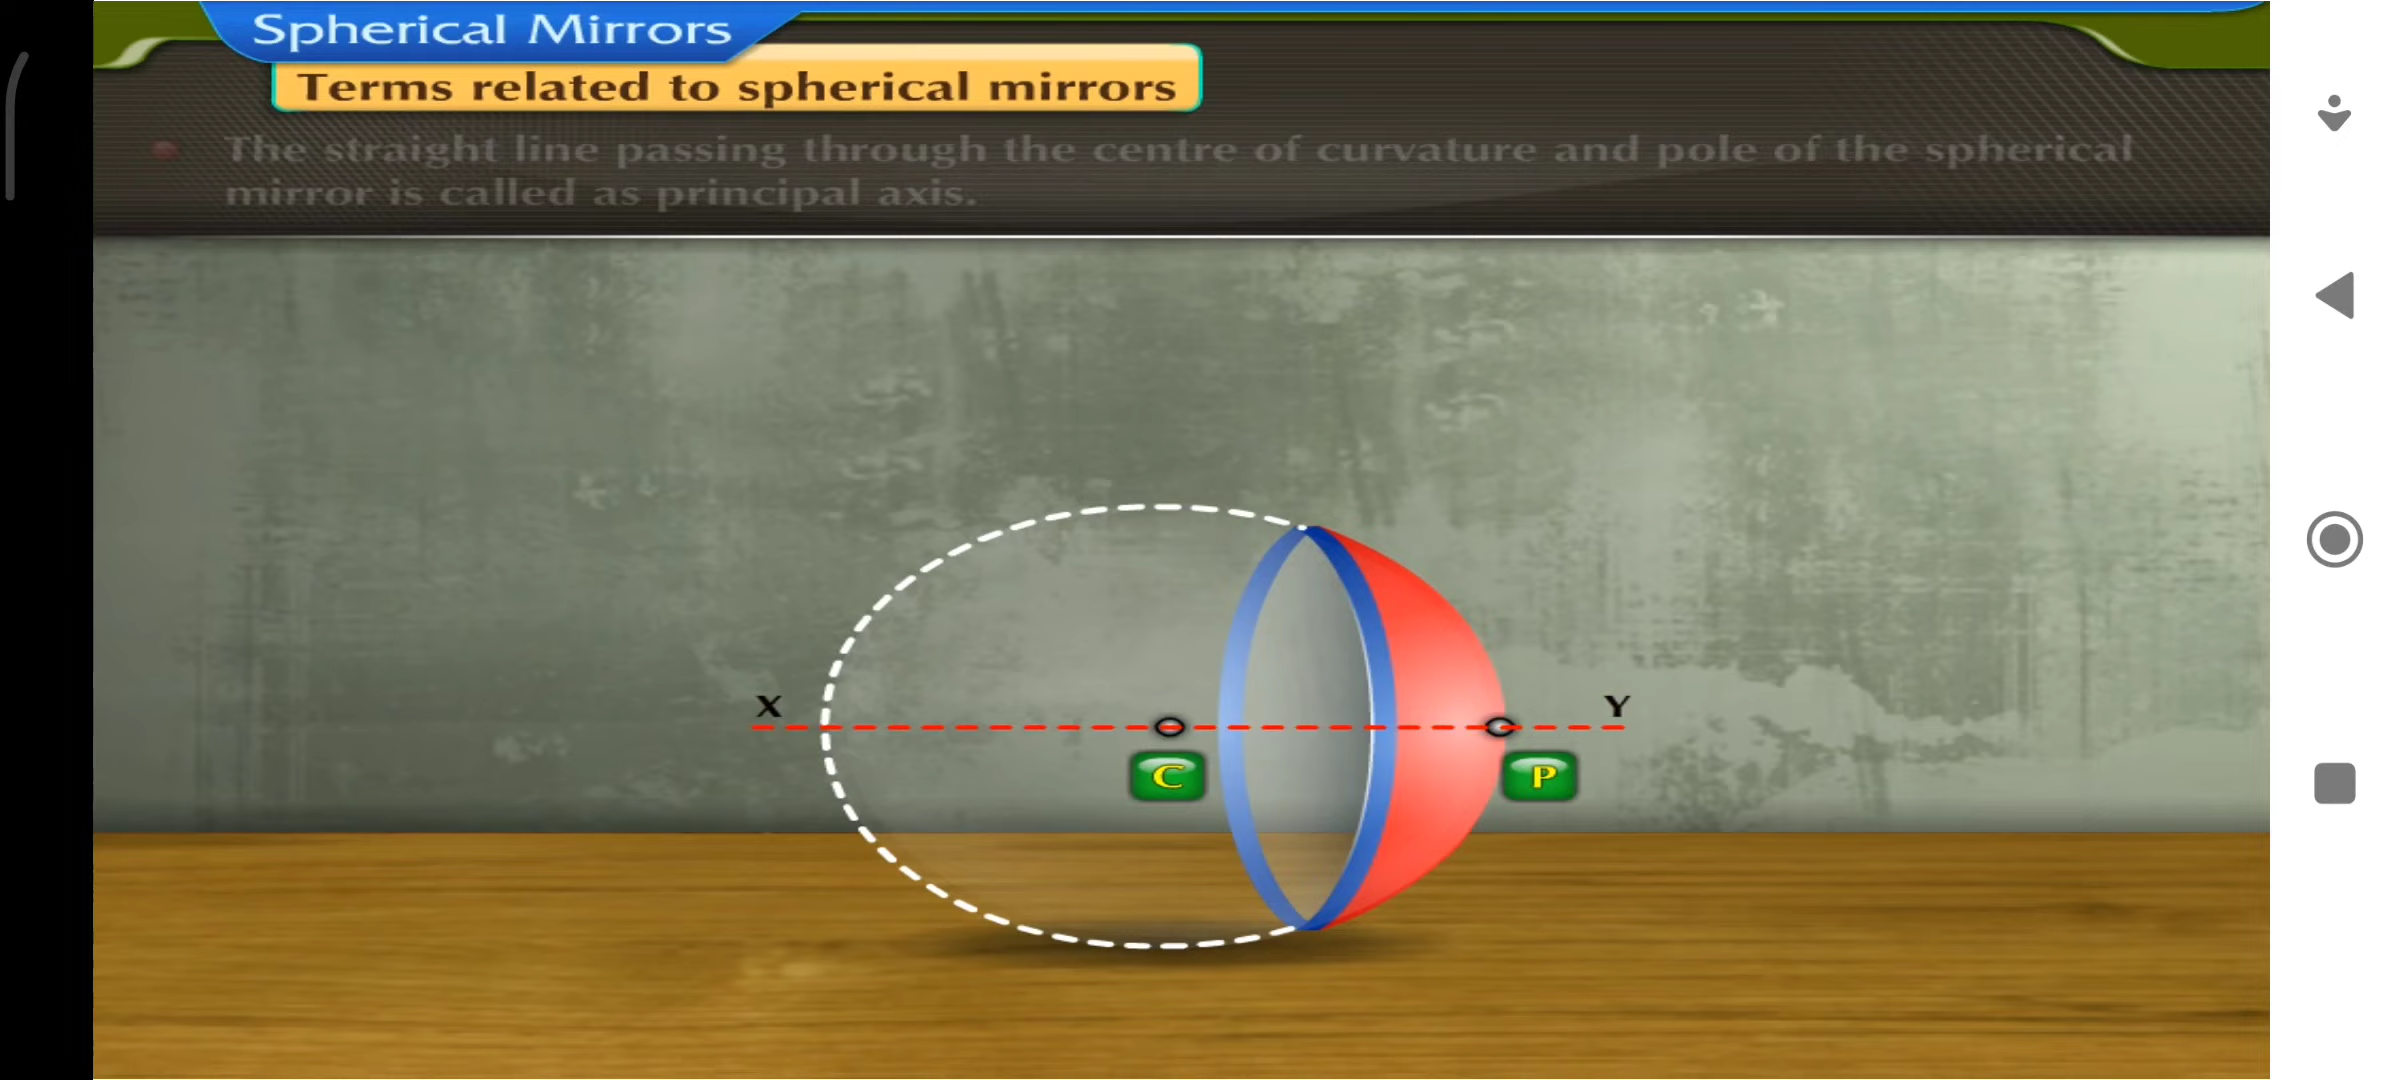 Spherical Mirrors
Terms related to spherical mirrors
The straight line passing through the centre of curvature and pole of the spherical
mirror is called as principal axis.
X
Y
C
P